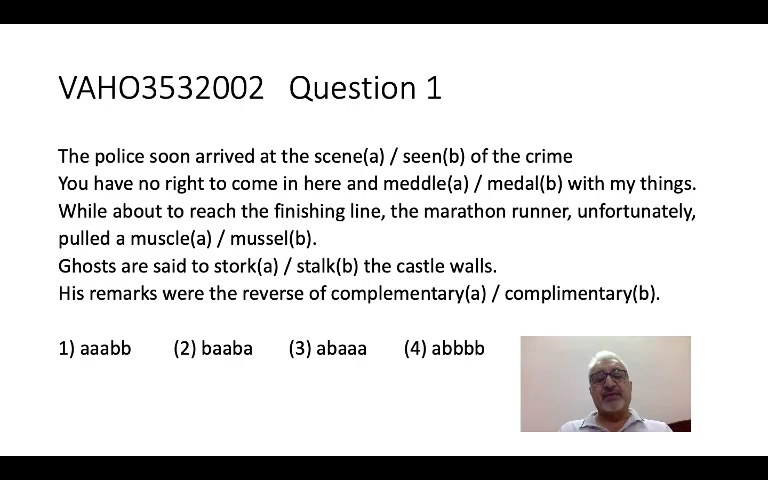 VAHO3532002 Question 1
The police soon arrived at the scene(a) / seen(b) of the crime
You have no right to come in here and meddle(a) / medal(b) with my things.
While about to reach the finishing line, the marathon runner, unfortunately,
pulled a muscle(a) / mussel(b).
Ghosts are said to stork(a) / stalk(b) the castle walls.
His remarks were the reverse of complementary(a) / complimentary(b).
1) aaabb (2) baaba (3) abaaa (4) abbbb